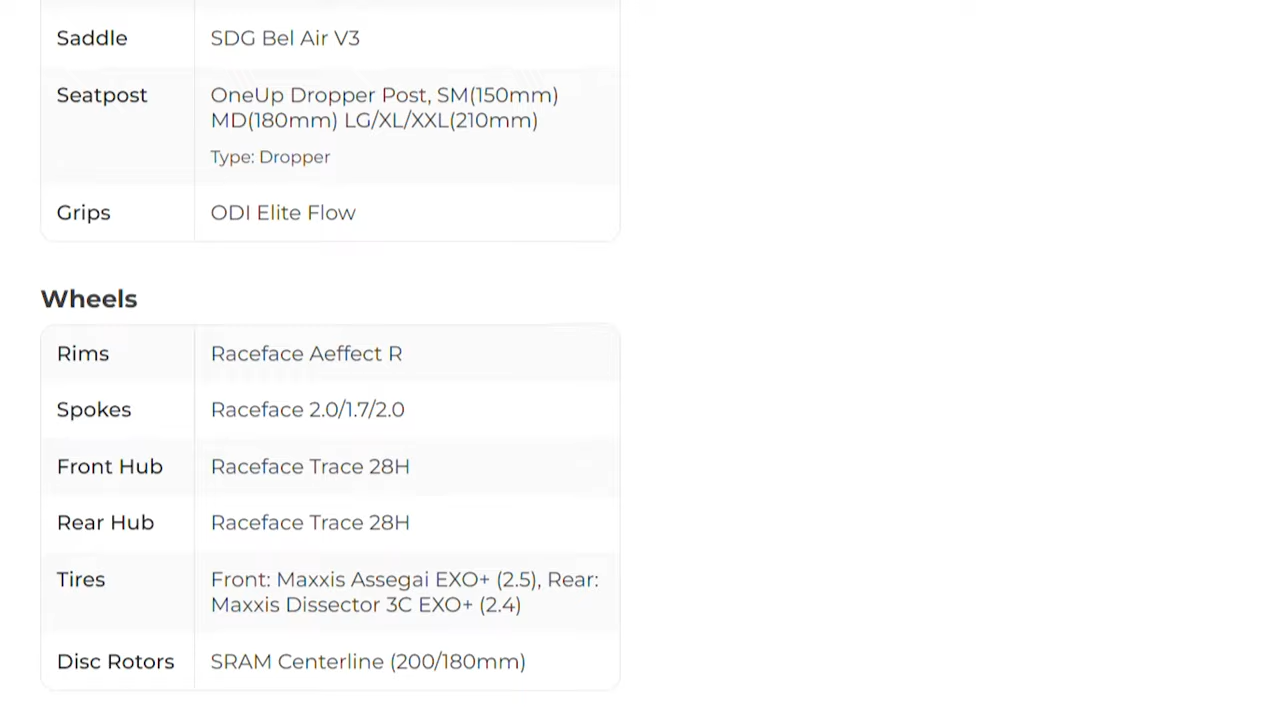 Saddle SDG Bel Air V3
Seatpost OneUp Dropper Post, SM(150mm)
MD(180mm) LG/XL/XXL(210mm)
Type: Dropper
Grips ODI Elite Flow
Wheels
Rims Raceface Aeffect R
Spokes Raceface 2.0/1.7/2.0
Front Hub Raceface Trace 28H
Rear Hub Raceface Trace 28H
Tires Front: Maxxis Assegai EXO+ (2.5), Rear:
Maxxis Dissector 3C EXO+ (2.4)
Disc Rotors SRAM Centerline (200/180mm)